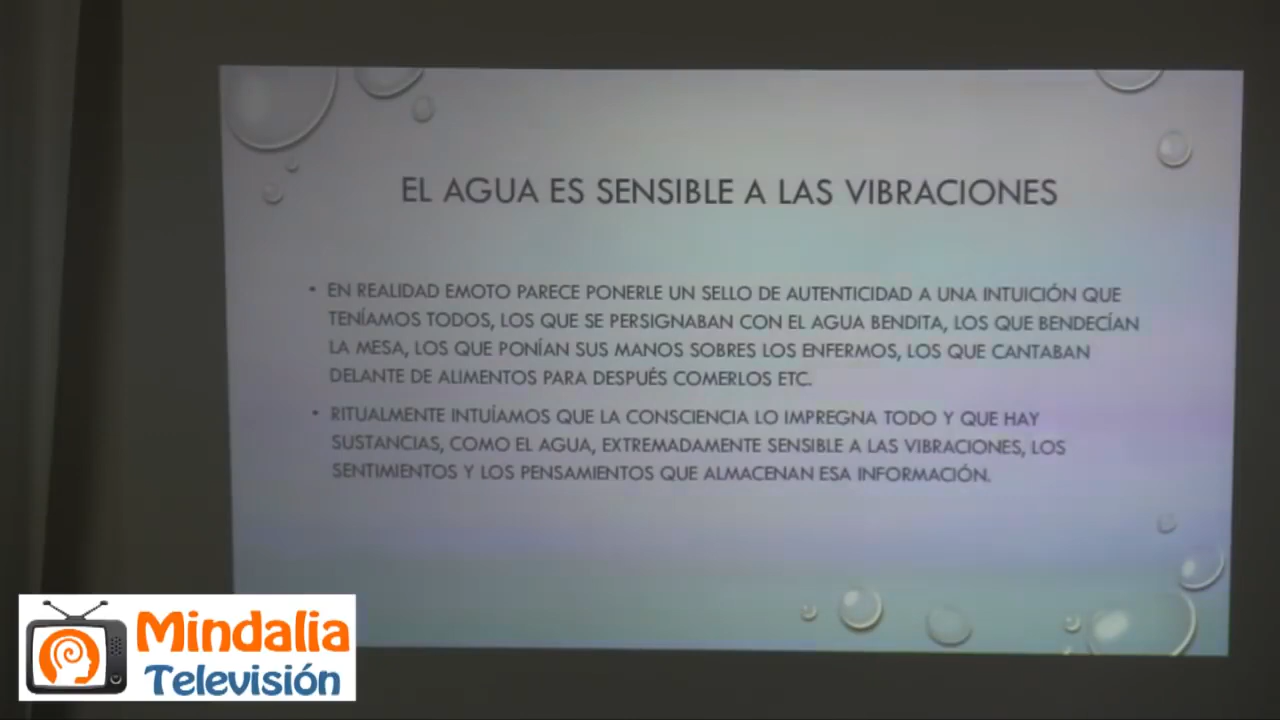 EL AGUA ES SENSIBLE A LAS VIBRACIONES
• EN REALIDAD EMOTO PARECE PONERLE UN SELLO DE AUTENTICIDAD A UNA INTUICIÓN QUE
TENÍAMOS TODOS, LOS QUE SE PERSIGNABAN CON EL AGUA BENDITA, LOS QUE BENDECÍAN
LA MESA, LOS QUE PONÍAN SUS MANOS SOBRES LOS ENFERMOS, LOS QUE CANTABAN
DELANTE DE ALIMENTOS PARA DESPUÉS COMERLOS ETC.
• RITUALMENTE INTUÍAMOS QUE LA CONSCIENCIA LO IMPREGNA TODO Y QUE HAY
SUSTANCIAS, COMO EL AGUA, EXTREMADAMENTE SENSIBLE A LAS VIBRACIONES, LOS
SENTIMIENTOS Y LOS PENSAMIENTOS QUE ALMACENAN ESA INFORMACIÓN.
Mindalia
Televisión